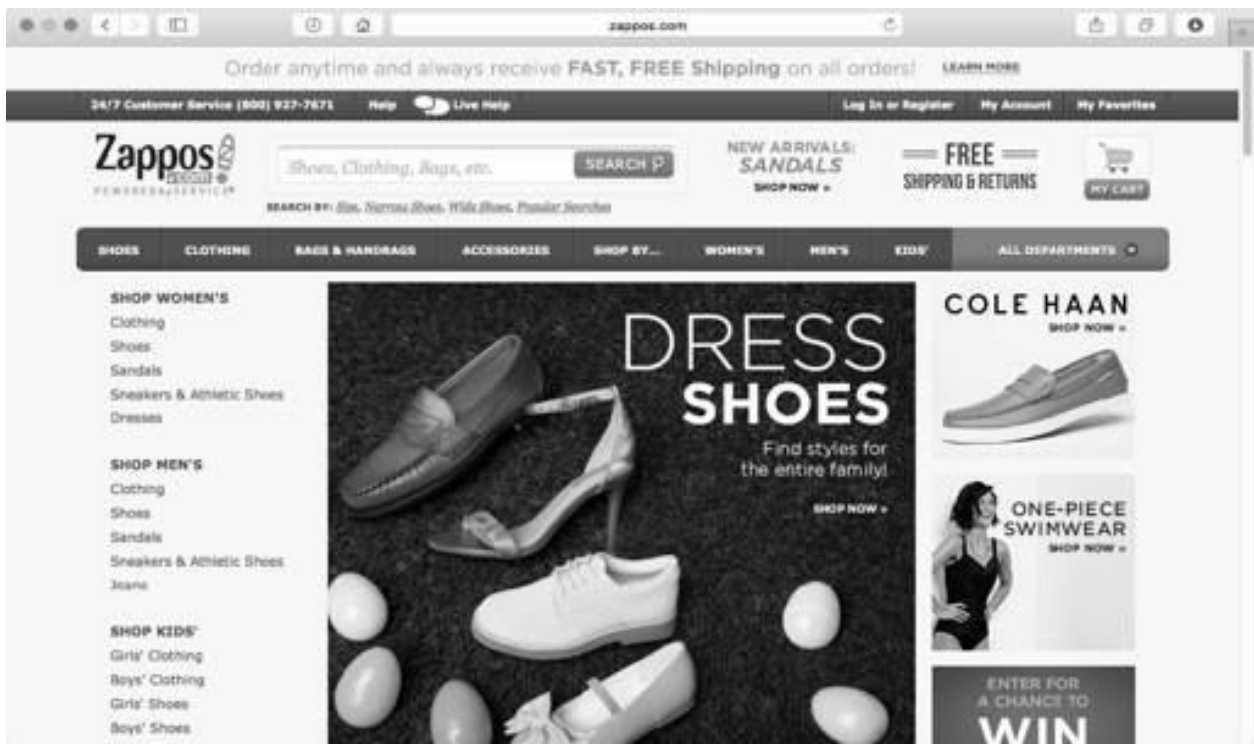 zappos.com
Order anytime and always receive FAST, FREE Shipping on all orders! LEARN MORE
24/7 Customer Service (800) 927-7671 Help Live Help Log In or Register My Account My Favorites
Zappos
.com
POWERED by SERVICE®
Shoes, Clothing, Bags, etc.
SEARCH
SEARCH BY: Size, Narrow Shoes, Wide Shoes, Popular Searches
NEW ARRIVALS:
SANDALS
SHOP NOW »
FREE
SHIPPING & RETURNS
MY CART
SHOES CLOTHING BAGS & HANDBAGS ACCESSORIES SHOP BY... WOMEN'S MEN'S KIDS' ALL DEPARTMENTS
SHOP WOMEN'S
Clothing
Shoes
Sandals
Sneakers & Athletic Shoes
Dresses
SHOP MEN'S
Clothing
Shoes
Sandals
Sneakers & Athletic Shoes
Jeans
SHOP KIDS'
Girls' Clothing
Boys' Clothing
Girls' Shoes
Boys' Shoes
DRESS
SHOES
Find styles for
the entire family!
SHOP NOW »
COLE HAAN
SHOP NOW »
ONE-PIECE
SWIMWEAR
SHOP NOW »
ENTER FOR
A CHANCE TO
WIN